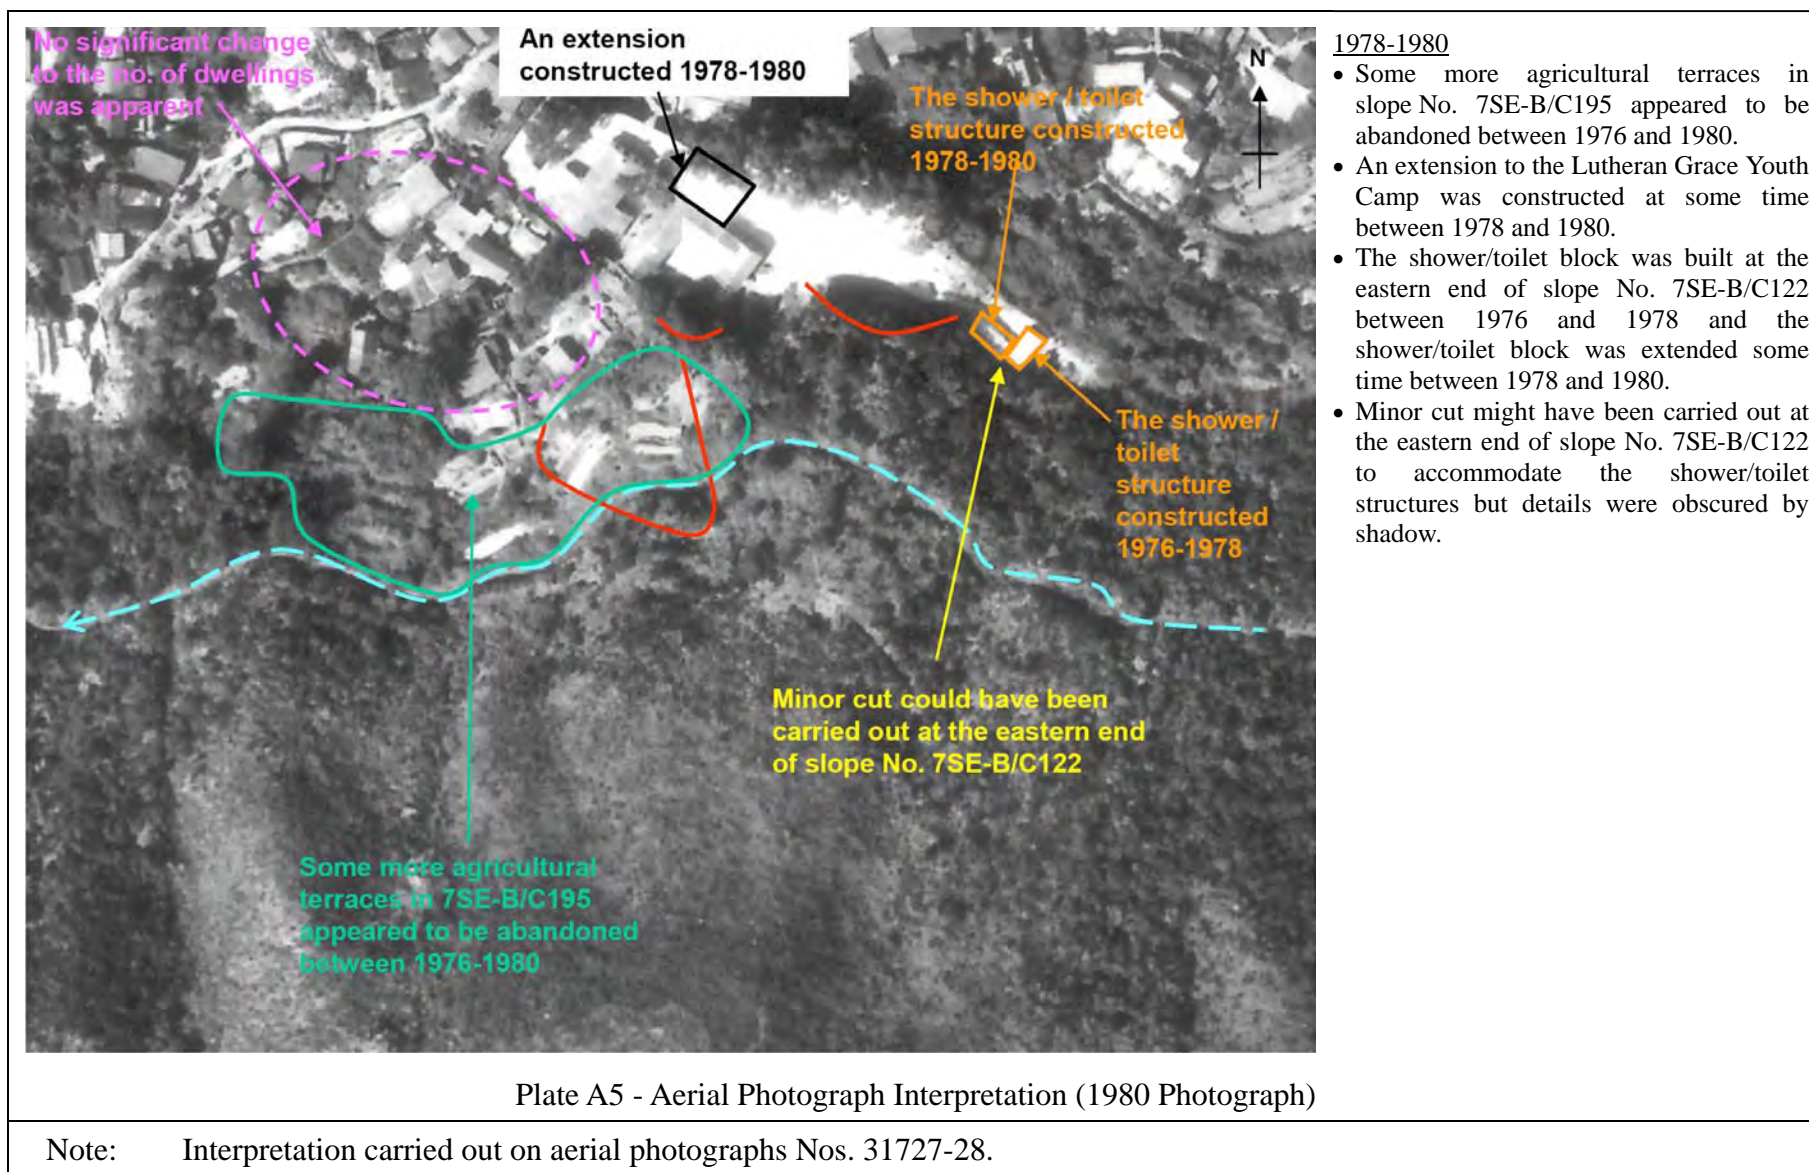 No significant change
to the no. of dwellings
was apparent
An extension
constructed 1978-1980
The shower / toilet
structure constructed
1978-1980
N
The shower /
toilet
structure
constructed
1976-1978
Minor cut could have been
carried out at the eastern end
of slope No. 7SE-B/C122
Some more agricultural
terraces in 7SE-B/C195
appeared to be abandoned
between 1976-1980
1978-1980
• Some more agricultural terraces in
slope No. 7SE-B/C195 appeared to be
abandoned between 1976 and 1980.
• An extension to the Lutheran Grace Youth
Camp was constructed at some time
between 1978 and 1980.
• The shower/toilet block was built at the
eastern end of slope No. 7SE-B/C122
between 1976 and 1978 and the
shower/toilet block was extended some
time between 1978 and 1980.
• Minor cut might have been carried out at
the eastern end of slope No. 7SE-B/C122
to accommodate the shower/toilet
structures but details were obscured by
shadow.
Plate A5 - Aerial Photograph Interpretation (1980 Photograph)
Note: Interpretation carried out on aerial photographs Nos. 31727-28.